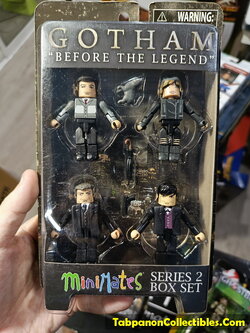 WARNING:
GOTHAM
"BEFORE THE LEGEND"
MiniMates
SERIES 2
BOX SET
TabpanonCollectibles.Com